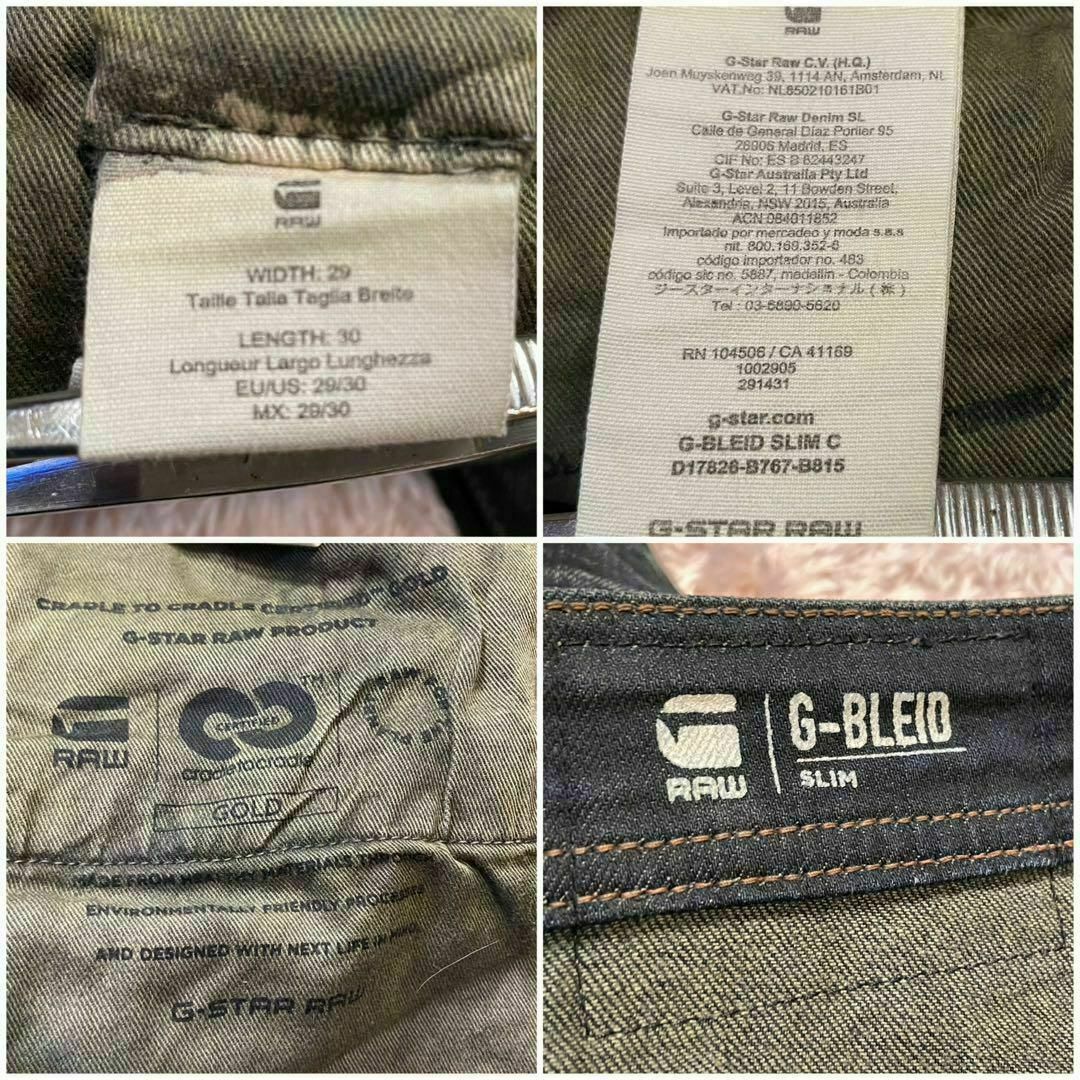 RAW
WIDTH: 29
Taille Talla Taglia Breite
LENGTH: 30
Longueur Largo Lunghezza
EU/US: 29/30
MX: 29/30
RAW
G-Star Raw C.V. (H.Q.)
Joan Muyskenweg 39, 1114 AN, Amsterdam, NL
VAT.No: NL850210161B01
G-Star Raw Denim SL
Calle de General Díaz Porlier 95
28006 Madrid, ES
CIF No: ES B 62443247
G-Star Australia Pty Ltd
Suite 3, Level 2, 11 Bowden Street,
Alexandria, NSW 2015, Australia
ACN 084011852
Importado por mercadeo y moda s.a.s
nit. 800.169.352-6
código importador no. 483
código sic no. 5887, medellin - Colombia
ジースターインターナショナル(株)
Tel : 03-6890-5620
RN 104506 / CA 41169
1002905
291431
g-star.com
G-BLEID SLIM C
D17826-B767-B815
G-STAR RAW
CRADLE TO CRADLE CERTIFIED™ GOLD
G-STAR RAW PRODUCT
RAW
CERTIFIED
TM
cradletocradle
GOLD
MATERIALS THROUGH
ENVIRONMENTALLY FRIENDLY PROCESSES
AND DESIGNED WITH NEXT LIFE IN MIND.
G-STAR RAW
RAW
G-BLEID
SLIM